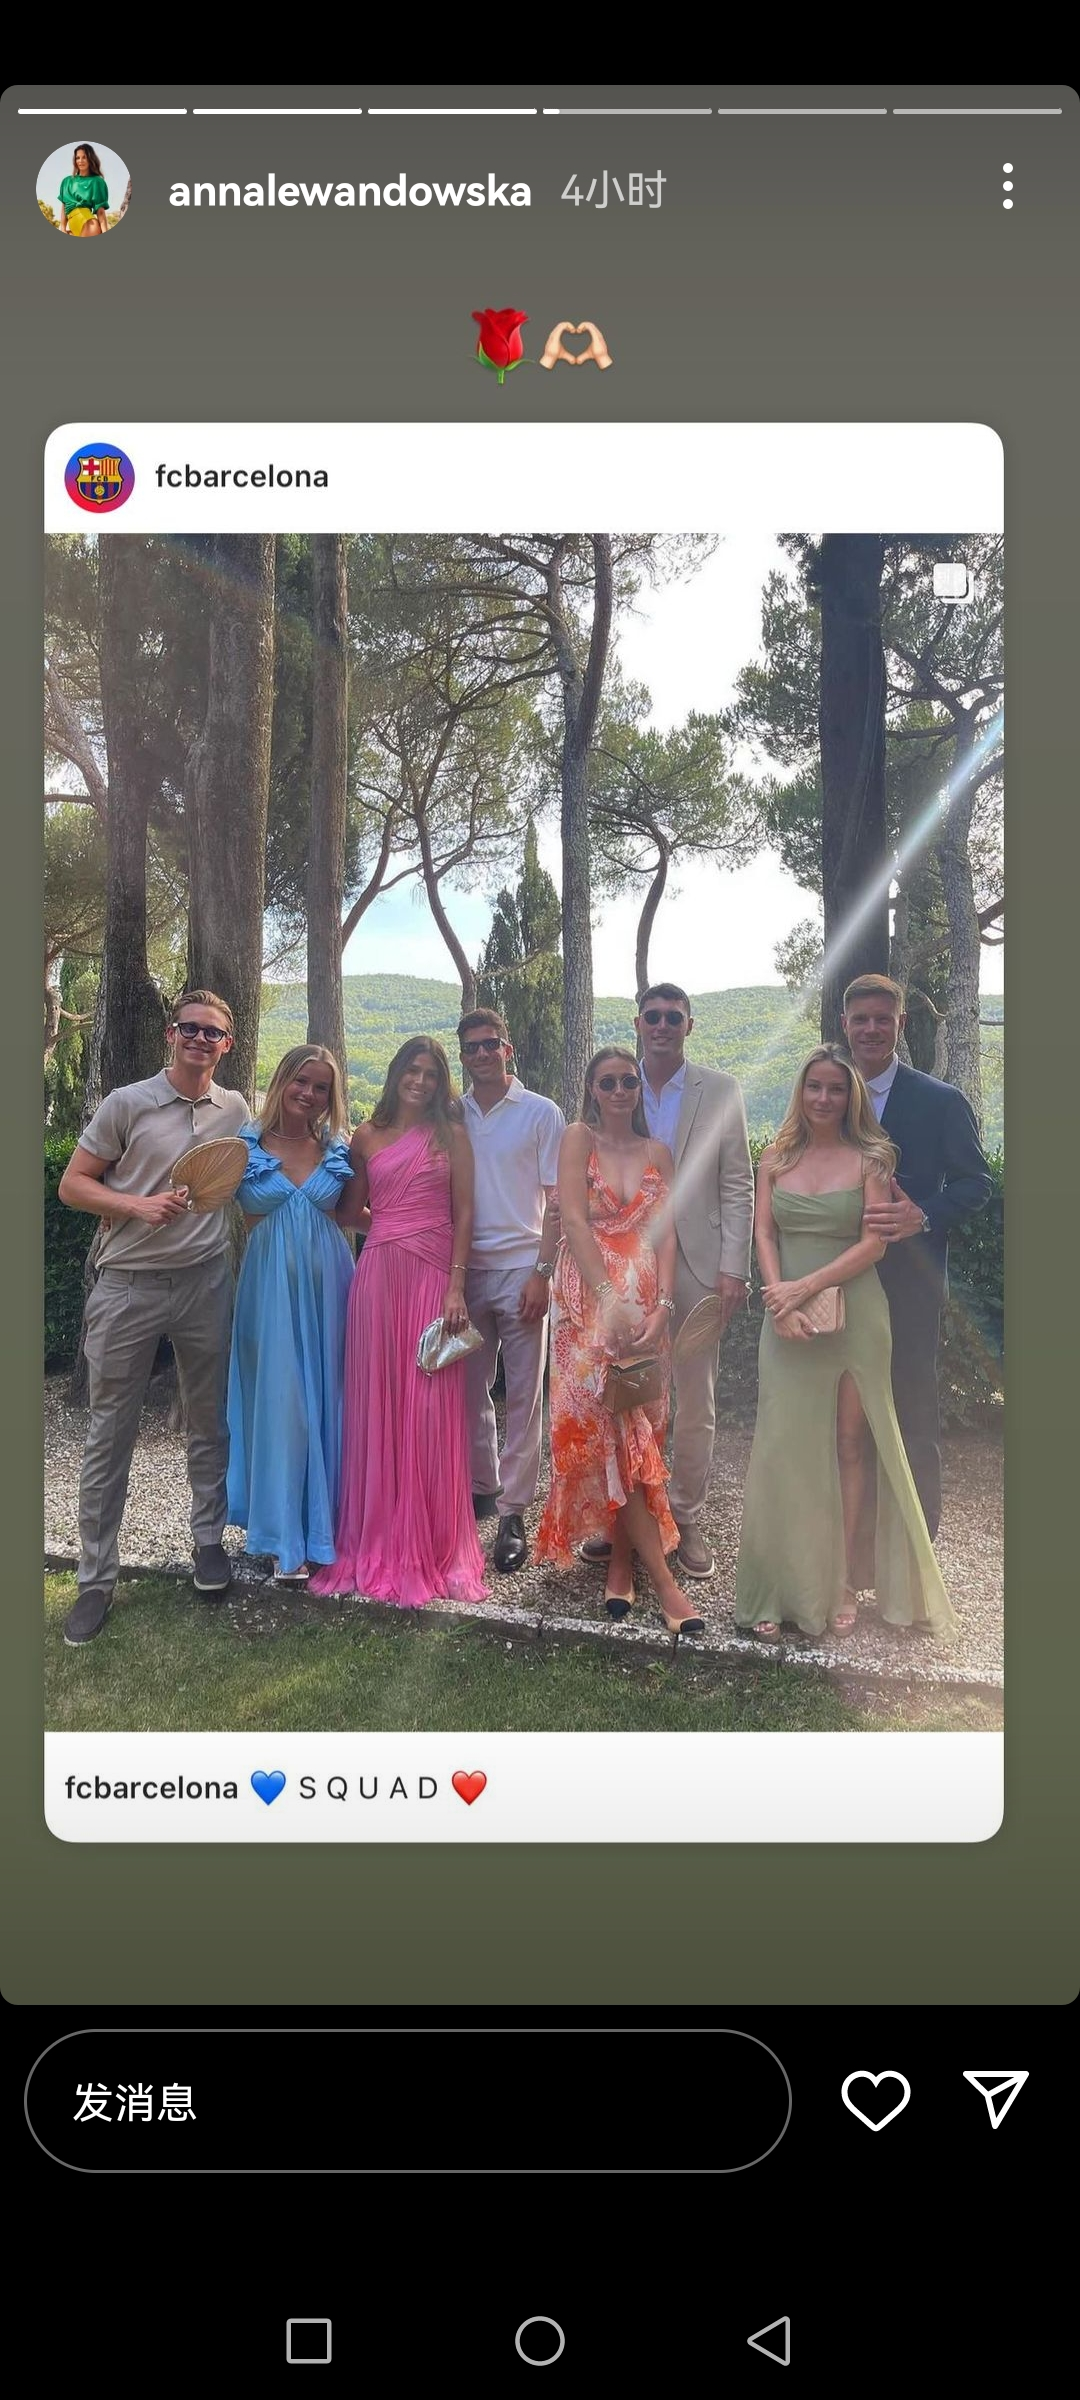 annalewandowska 4小时
fcbarcelona
fcbarcelona 💙 S Q U A D ❤️
发消息